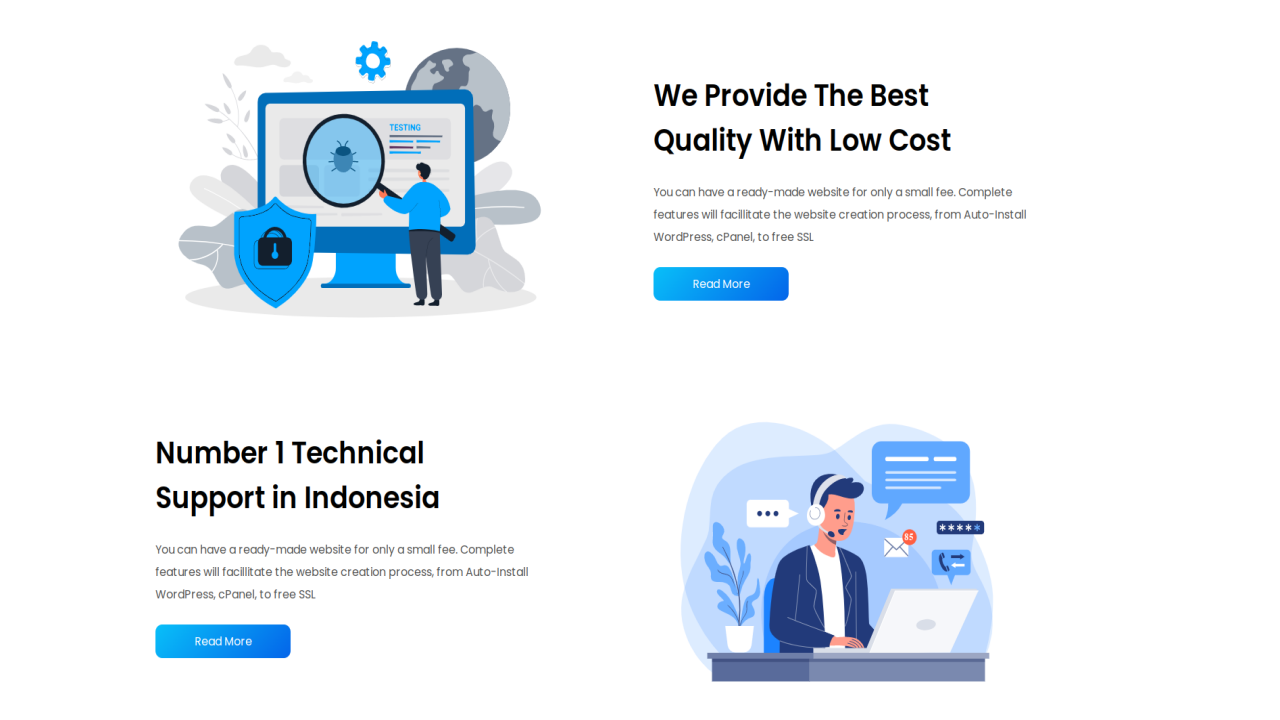 TESTING
We Provide The Best
Quality With Low Cost
You can have a ready-made website for only a small fee. Complete
features will facillitate the website creation process, from Auto-Install
WordPress, cPanel, to free SSL
Read More
Number 1 Technical
Support in Indonesia
You can have a ready-made website for only a small fee. Complete
features will facillitate the website creation process, from Auto-Install
WordPress, cPanel, to free SSL
Read More
85
*****